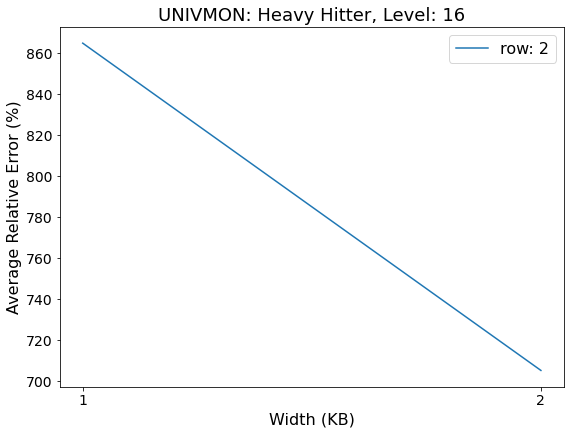 UNIVMON: Heavy Hitter, Level: 16
row: 2
Average Relative Error (%)
860
840
820
800
780
760
740
720
700
1 2
Width (KB)